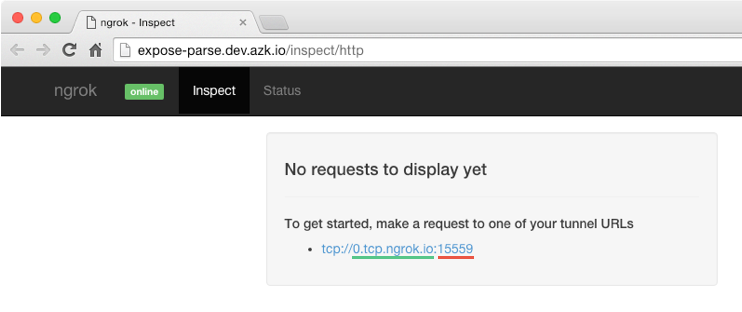 ngrok - Inspect
expose-parse.dev.azk.io/inspect/http
ngrok online Inspect Status
No requests to display yet
To get started, make a request to one of your tunnel URLs
• tcp://0.tcp.ngrok.io:15559